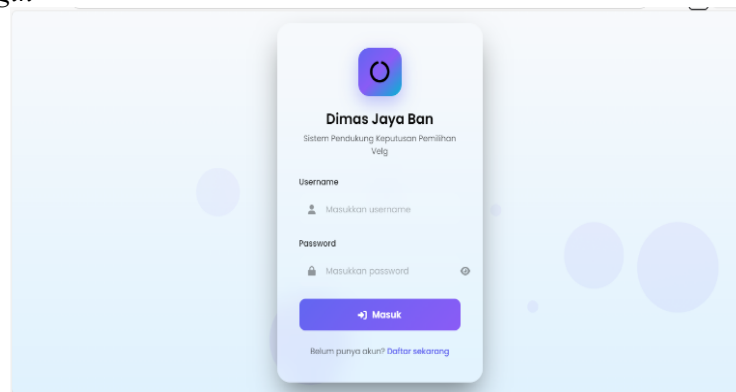 Dimas Jaya Ban
Sistem Pendukung Keputusan Pemilihan
Velg
Username
Masukkan username
Password
Masukkan password
Masuk
Belum punya akun? Daftar sekarang